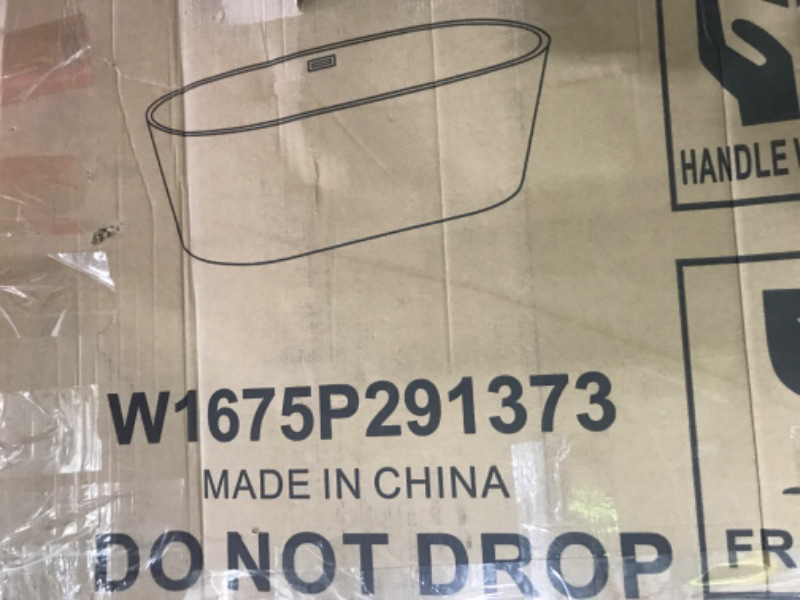 HANDLE
W1675P291373
MADE IN CHINA
DO NOT DROP
FR